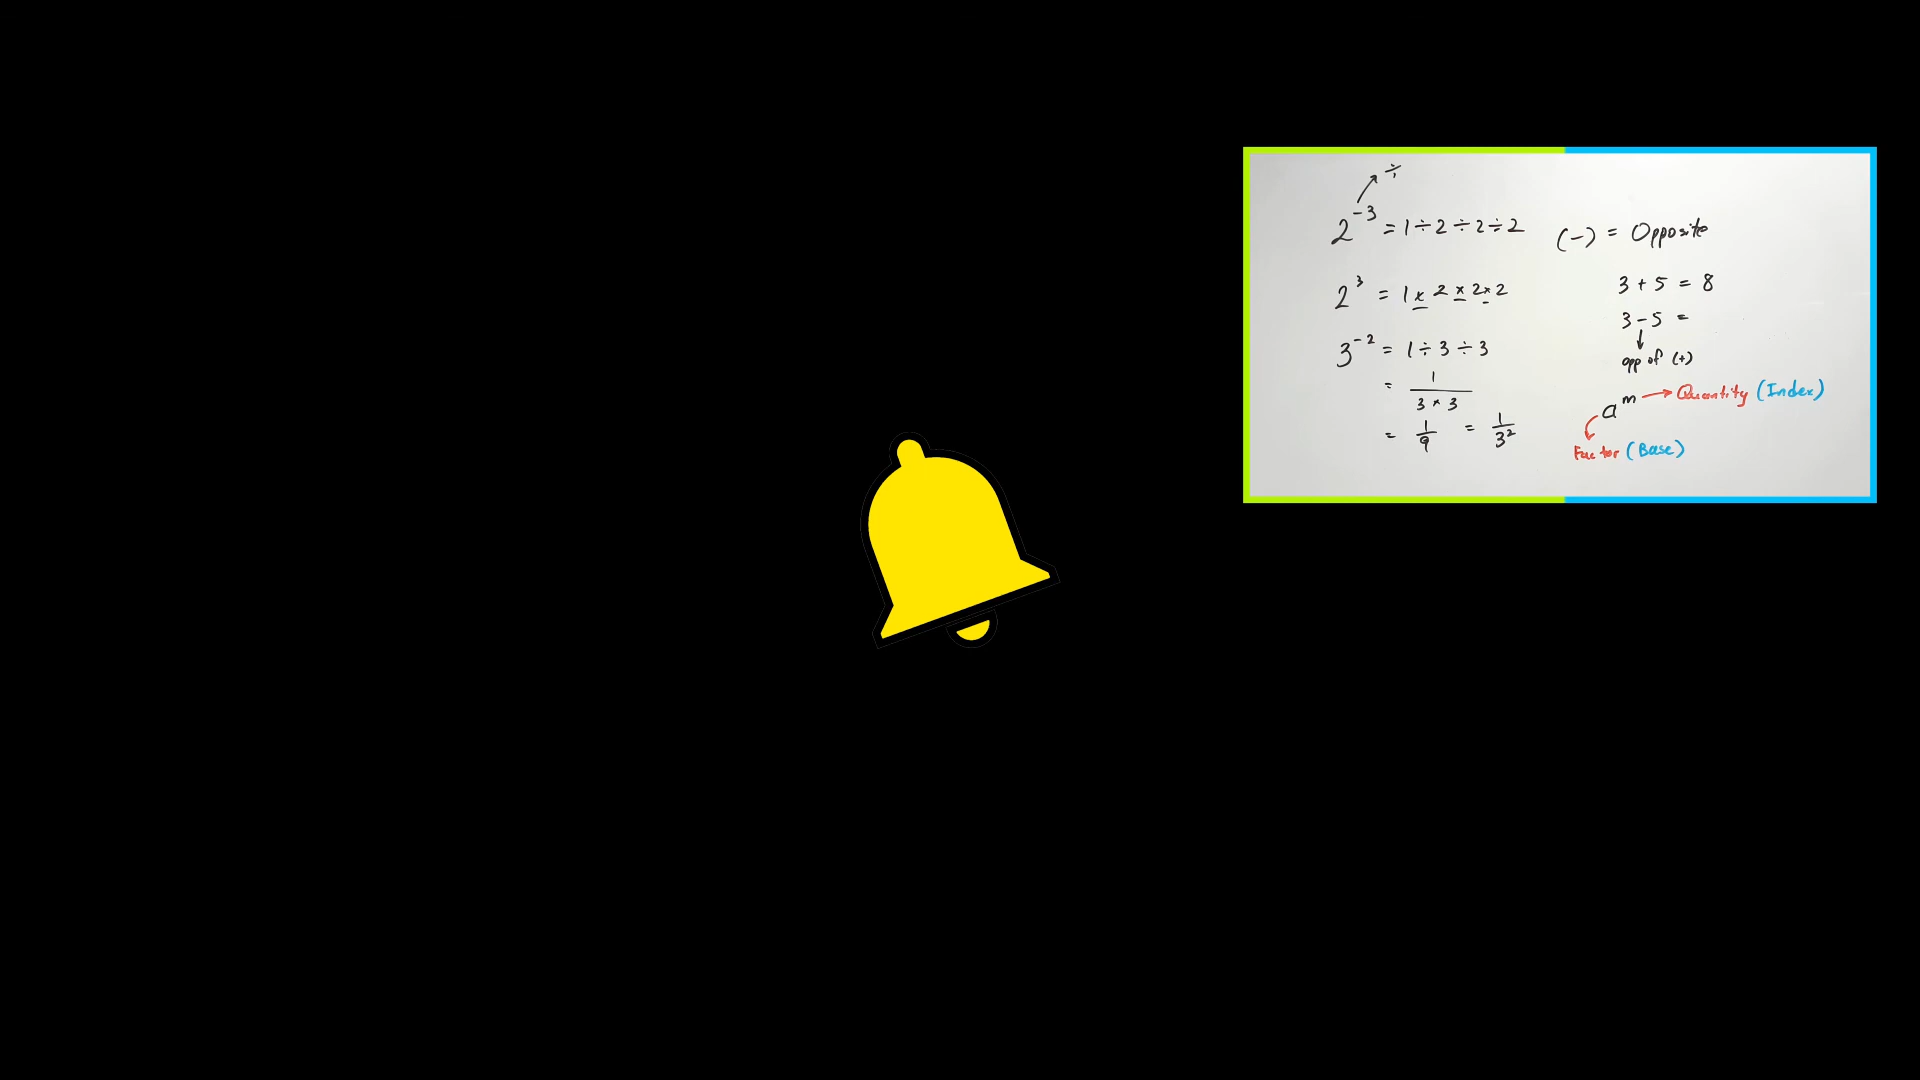 ÷
2⁻³ = 1 ÷ 2 ÷ 2 ÷ 2
2³ = 1 × 2 × 2 × 2
3⁻² = 1 ÷ 3 ÷ 3
= 1 / 3 × 3
= 1/9 = 1/3²
(-) = Opposite
3 + 5 = 8
3 - 5 =
opp of (+)
aᵐ → Quantity (Index)
Factor (Base)